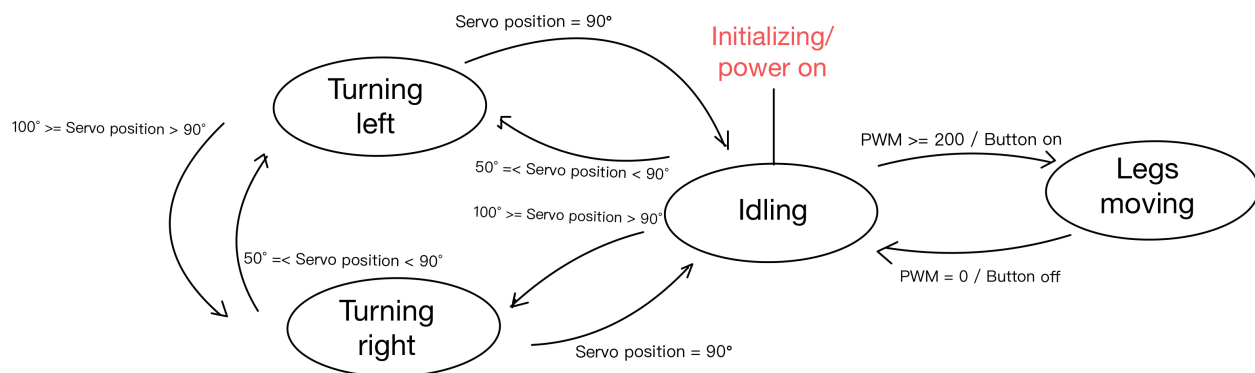 Servo position = 90°
Initializing/
power on
Turning
left
100° >= Servo position > 90°
PWM >= 200 / Button on
50° =< Servo position < 90°
Legs
moving
Idling
100° >= Servo position > 90°
50° =< Servo position < 90°
PWM = 0 / Button off
Turning
right
Servo position = 90°